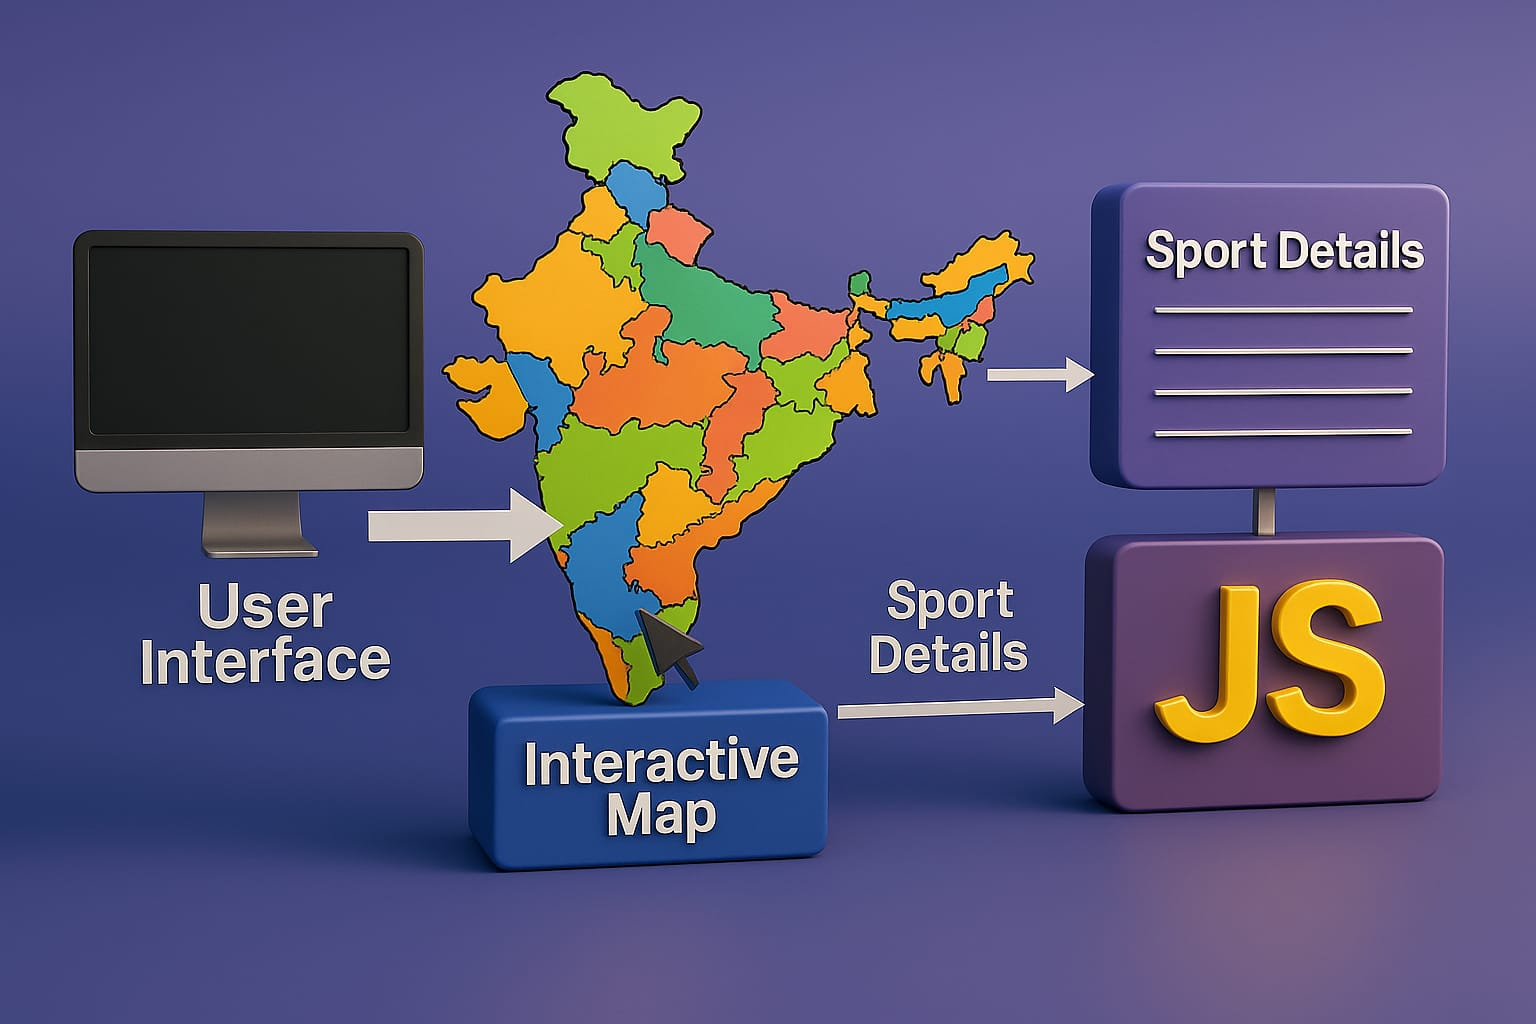 User
Interface
Interactive
Map
Sport
Details
Sport Details
JS